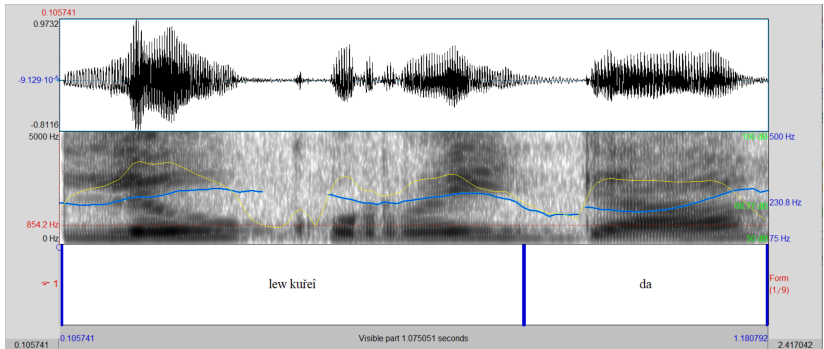 0.105741
0.9732
-9.129·10⁻⁵
-0.8116
5000 Hz
500 Hz
854.2 Hz
230.8 Hz
0 Hz
75 Hz
1
lew kuřeî
da
Form
(1/9)
0.105741
Visible part 1.075051 seconds
1.180792
0.105741
2.417042